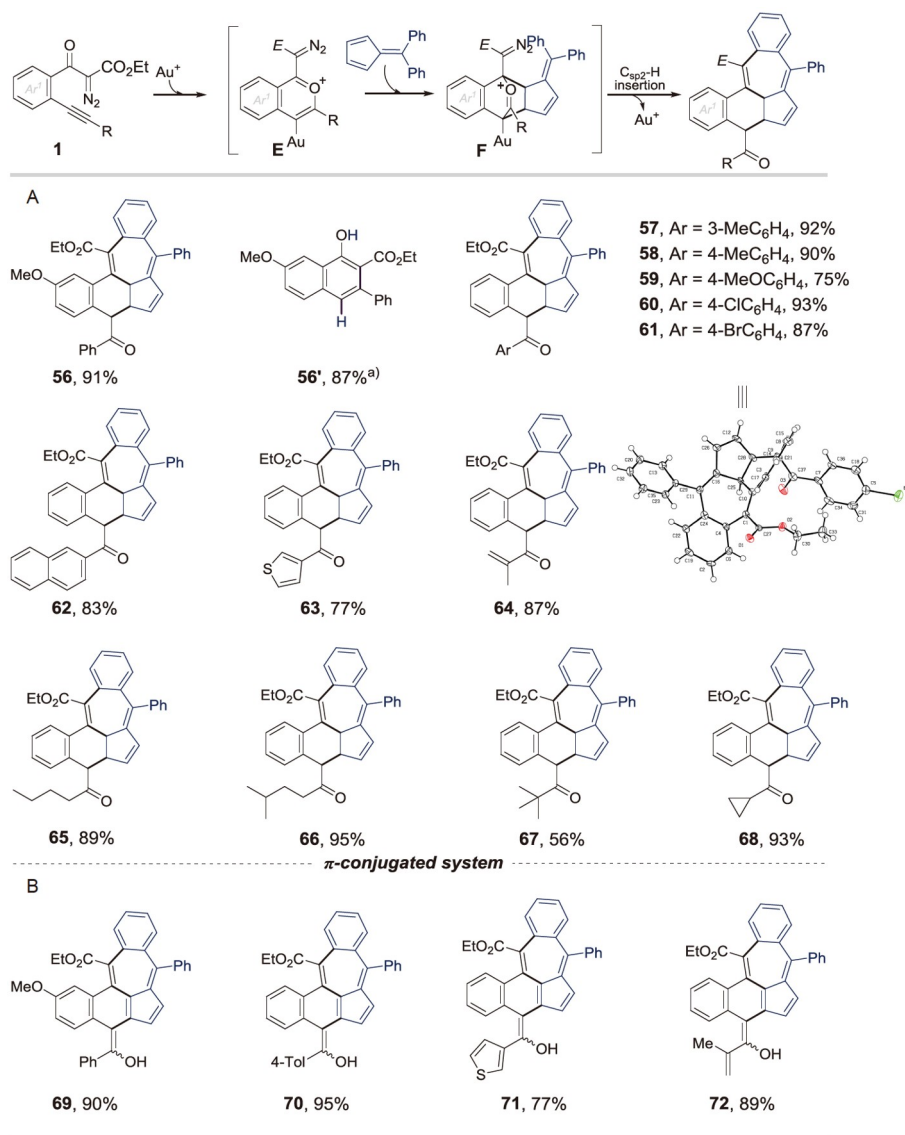 O
CO₂Et
Ar¹
N₂
R
1
Au⁺
E
N₂
Ar¹
O⁺
R
Au
E
Ph
Ph
E
N₂
Ph
Ph
Ar¹
O
+
R
Au
F
Csp2-H
insertion
Au⁺
E
Ph
Ar¹
R
O
A
EtO₂C
Ph
MeO
Ph
O
56, 91%
OH
MeO
CO₂Et
Ph
H
56', 87%a)
EtO₂C
Ph
Ar
O
57, Ar = 3-MeC6H4, 92%
58, Ar = 4-MeC6H4, 90%
59, Ar = 4-MeOC6H4, 75%
60, Ar = 4-ClC6H4, 93%
61, Ar = 4-BrC6H4, 87%
EtO₂C
Ph
O
62, 83%
EtO₂C
Ph
S
O
63, 77%
EtO₂C
Ph
O
64, 87%
EtO₂C
Ph
O
65, 89%
EtO₂C
Ph
O
66, 95%
EtO₂C
Ph
O
67, 56%
EtO₂C
Ph
O
68, 93%
π-conjugated system
B
EtO₂C
Ph
MeO
Ph
OH
69, 90%
EtO₂C
Ph
4-Tol
OH
70, 95%
EtO₂C
Ph
OH
S
71, 77%
EtO₂C
Ph
Me
OH
72, 89%